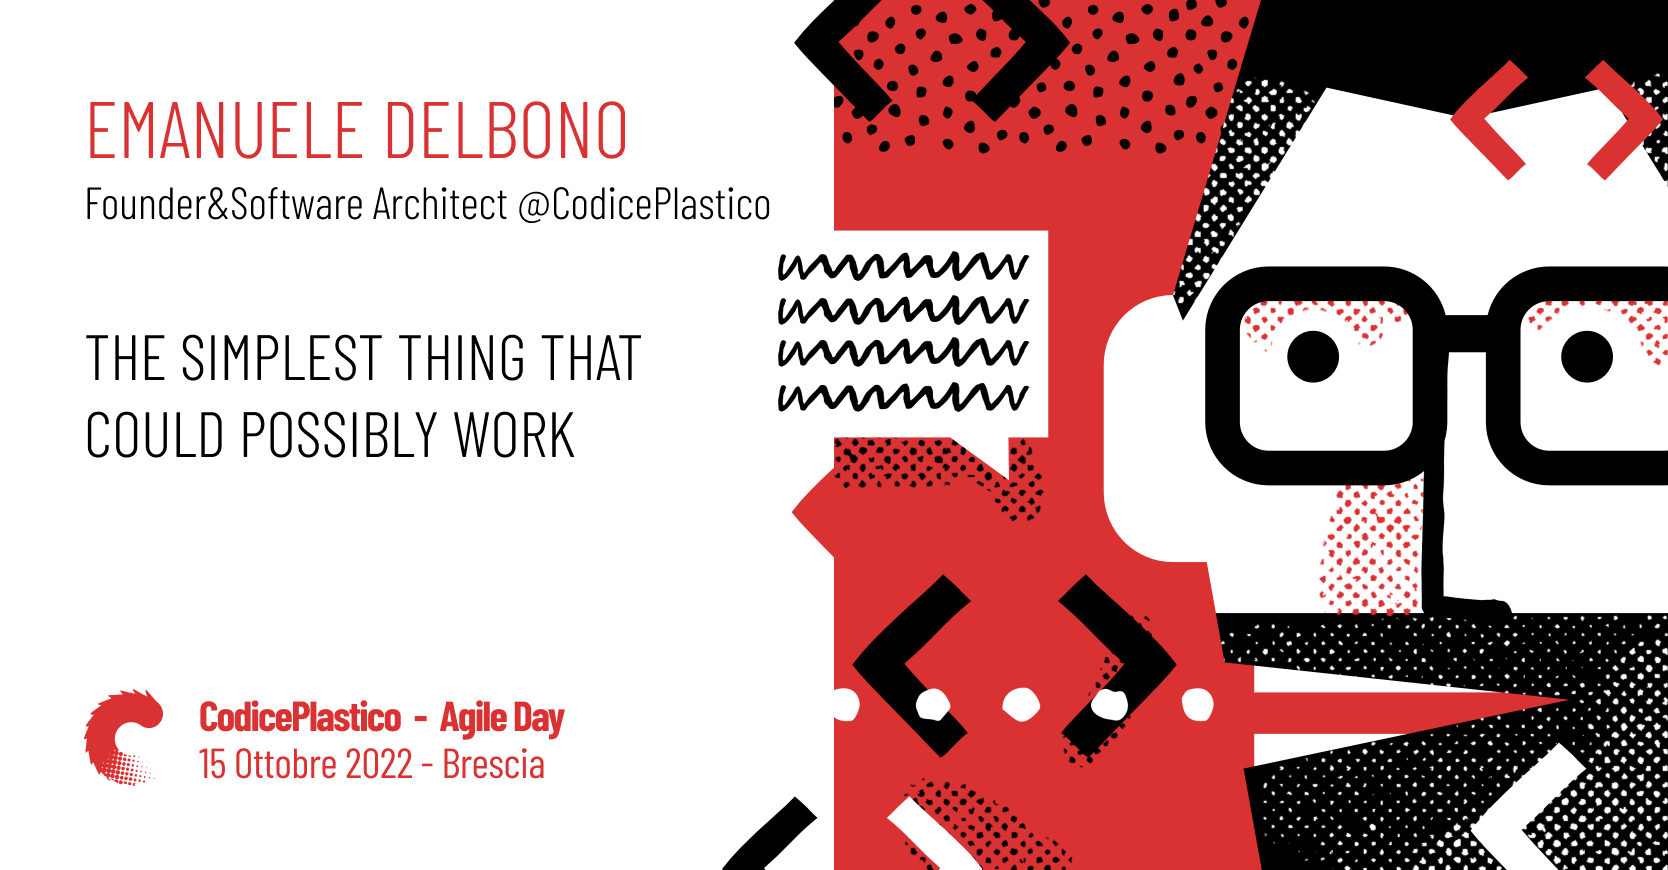 EMANUELE DELBONO
Founder&Software Architect @CodicePlastico
THE SIMPLEST THING THAT
COULD POSSIBLY WORK
CodicePlastico - Agile Day
15 Ottobre 2022 - Brescia